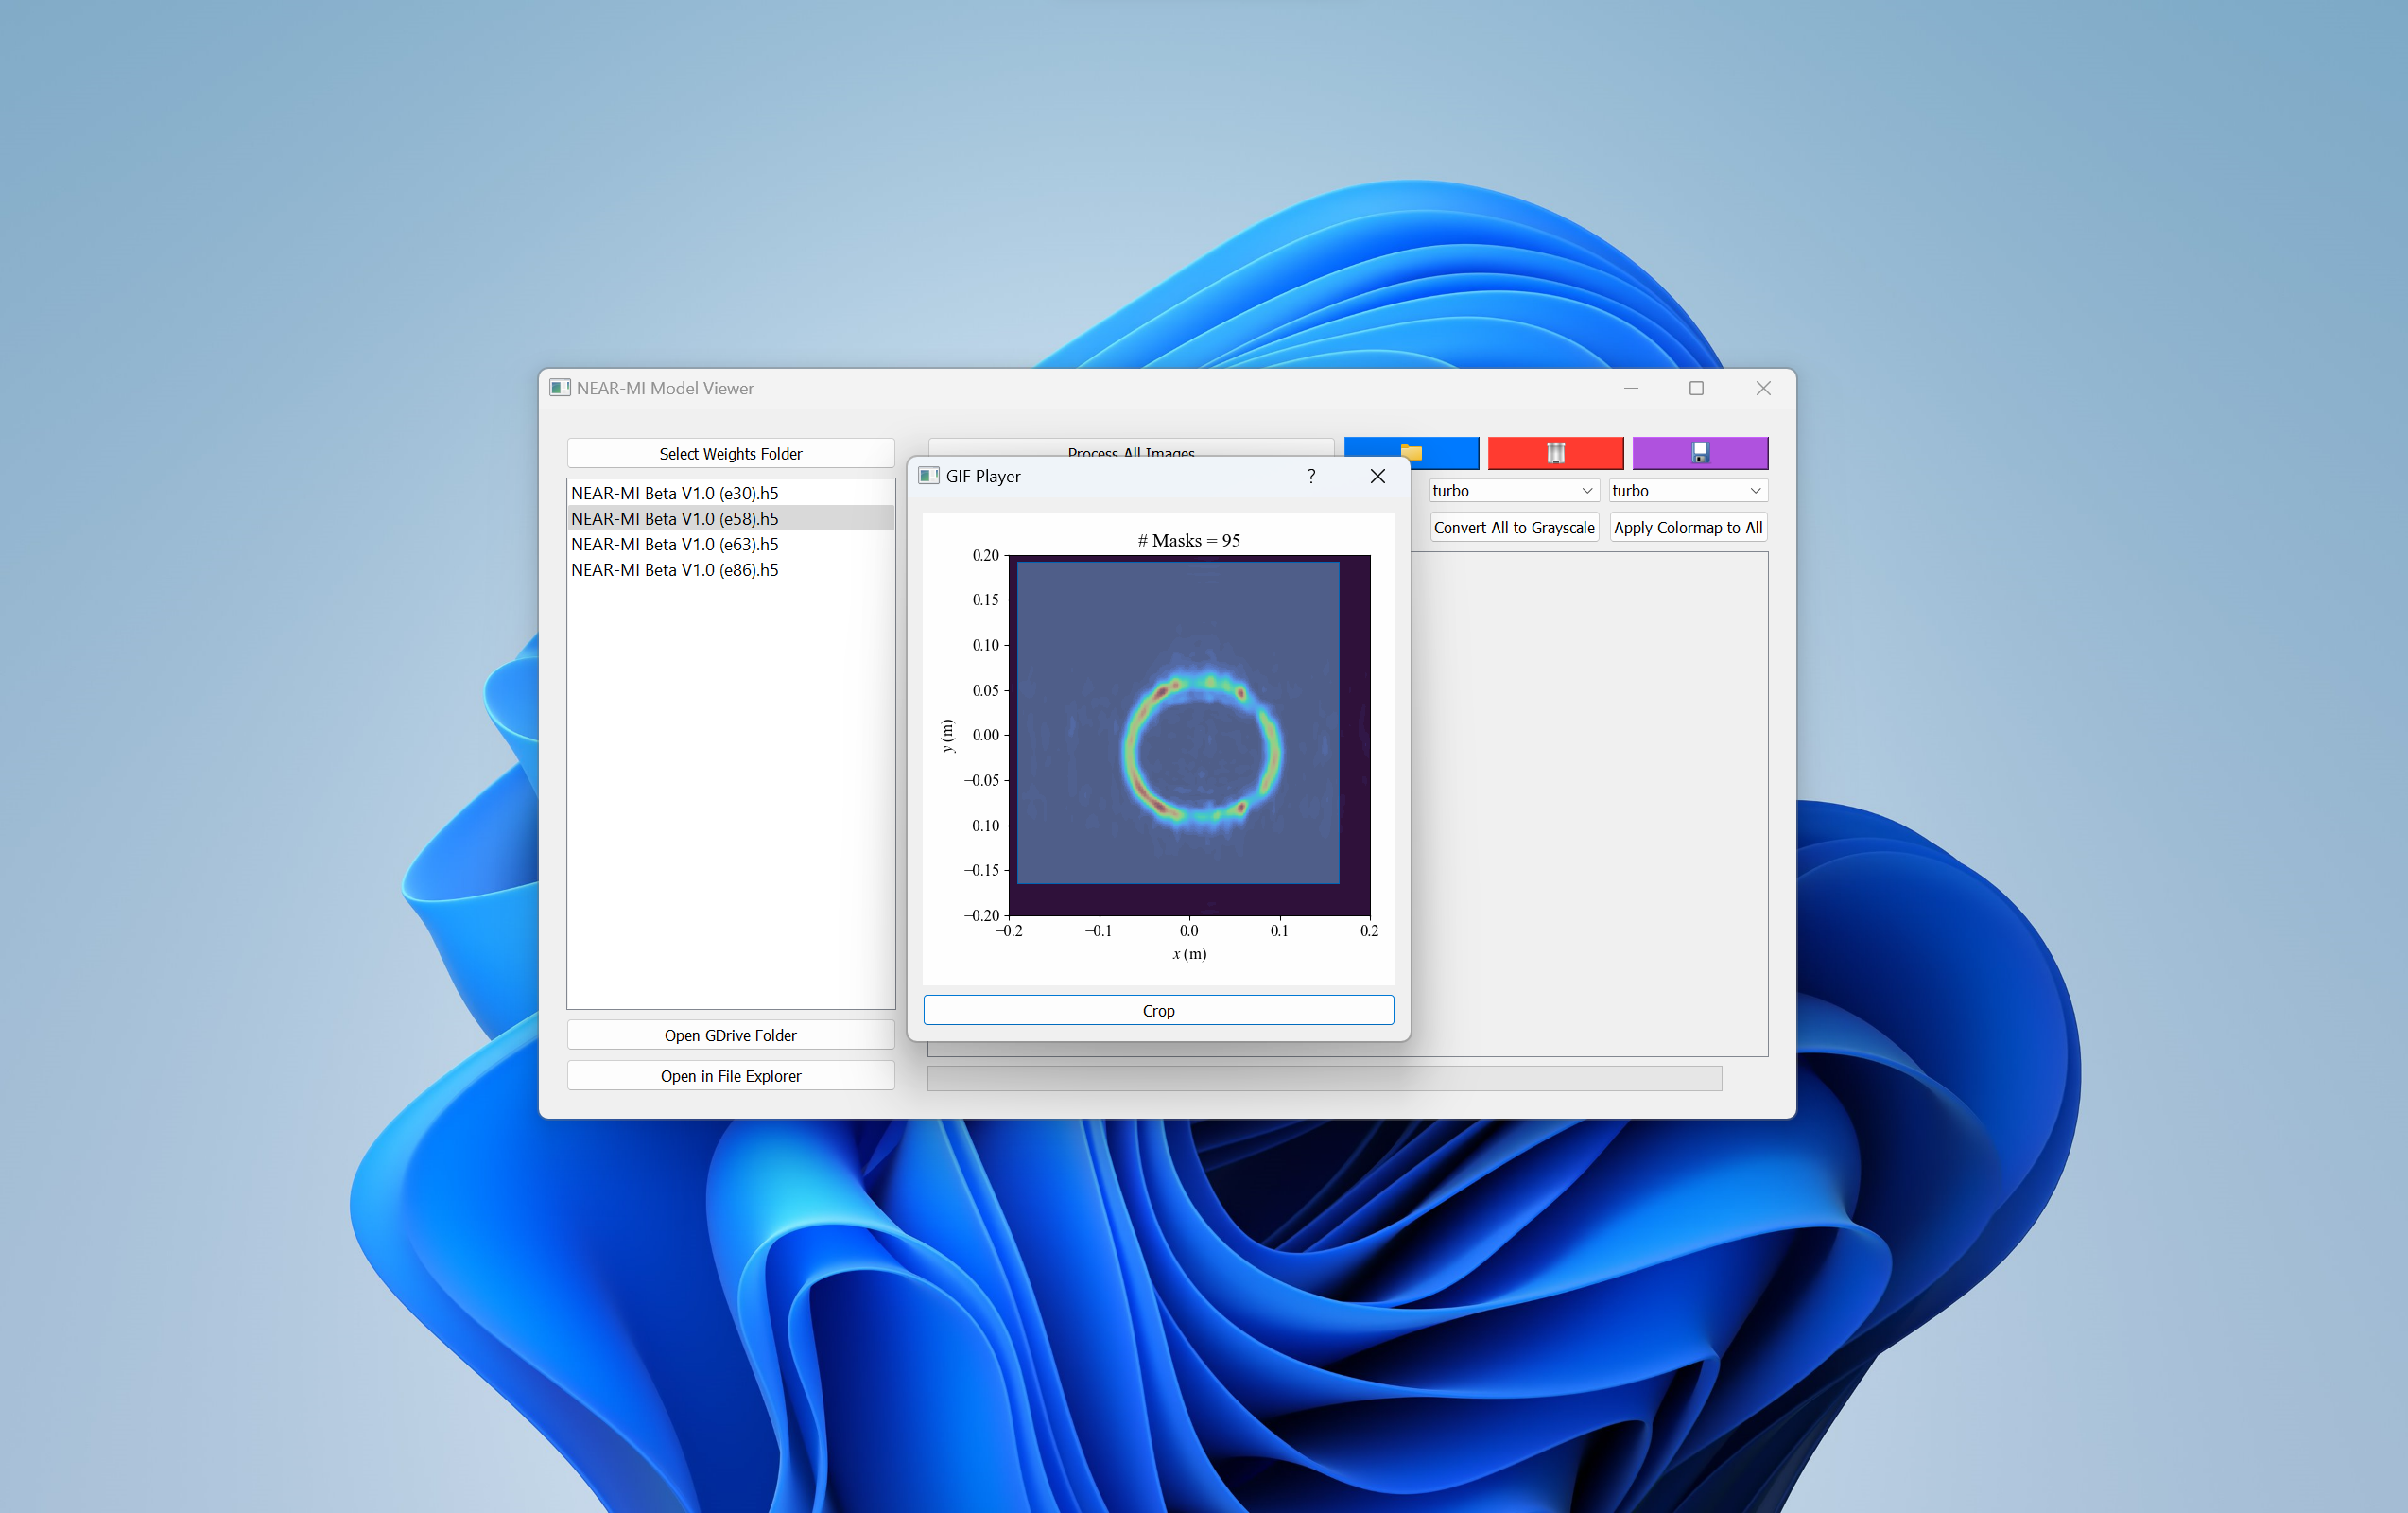 NEAR-MI Model Viewer
Select Weights Folder
Process All Images
NEAR-MI Beta V1.0 (e30).h5
NEAR-MI Beta V1.0 (e58).h5
NEAR-MI Beta V1.0 (e63).h5
NEAR-MI Beta V1.0 (e86).h5
Open GDrive Folder
Open in File Explorer
turbo
turbo
Convert All to Grayscale
Apply Colormap to All
GIF Player
?
# Masks = 95
0.20
0.15
0.10
0.05
0.00
−0.05
−0.10
−0.15
−0.20
y (m)
−0.2
−0.1
0.0
0.1
0.2
x (m)
Crop